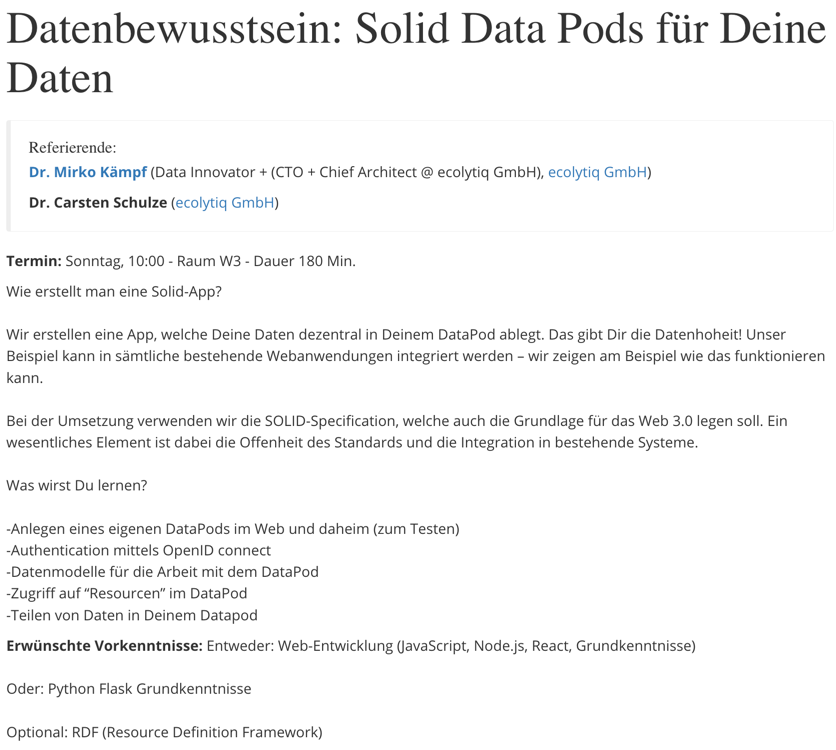 Datenbewusstsein: Solid Data Pods für Deine
Daten
Referierende:
Dr. Mirko Kämpf (Data Innovator + (CTO + Chief Architect @ ecolytiq GmbH), ecolytiq GmbH)
Dr. Carsten Schulze (ecolytiq GmbH)
Termin: Sonntag, 10:00 - Raum W3 - Dauer 180 Min.
Wie erstellt man eine Solid-App?
Wir erstellen eine App, welche Deine Daten dezentral in Deinem DataPod ablegt. Das gibt Dir die Datenhoheit! Unser
Beispiel kann in sämtliche bestehende Webanwendungen integriert werden – wir zeigen am Beispiel wie das funktionieren
kann.
Bei der Umsetzung verwenden wir die SOLID-Specification, welche auch die Grundlage für das Web 3.0 legen soll. Ein
wesentliches Element ist dabei die Offenheit des Standards und die Integration in bestehende Systeme.
Was wirst Du lernen?
-Anlegen eines eigenen DataPods im Web und daheim (zum Testen)
-Authentication mittels OpenID connect
-Datenmodelle für die Arbeit mit dem DataPod
-Zugriff auf “Resourcen” im DataPod
-Teilen von Daten in Deinem Datapod
Erwünschte Vorkenntnisse: Entweder: Web-Entwicklung (JavaScript, Node.js, React, Grundkenntnisse)
Oder: Python Flask Grundkenntnisse
Optional: RDF (Resource Definition Framework)